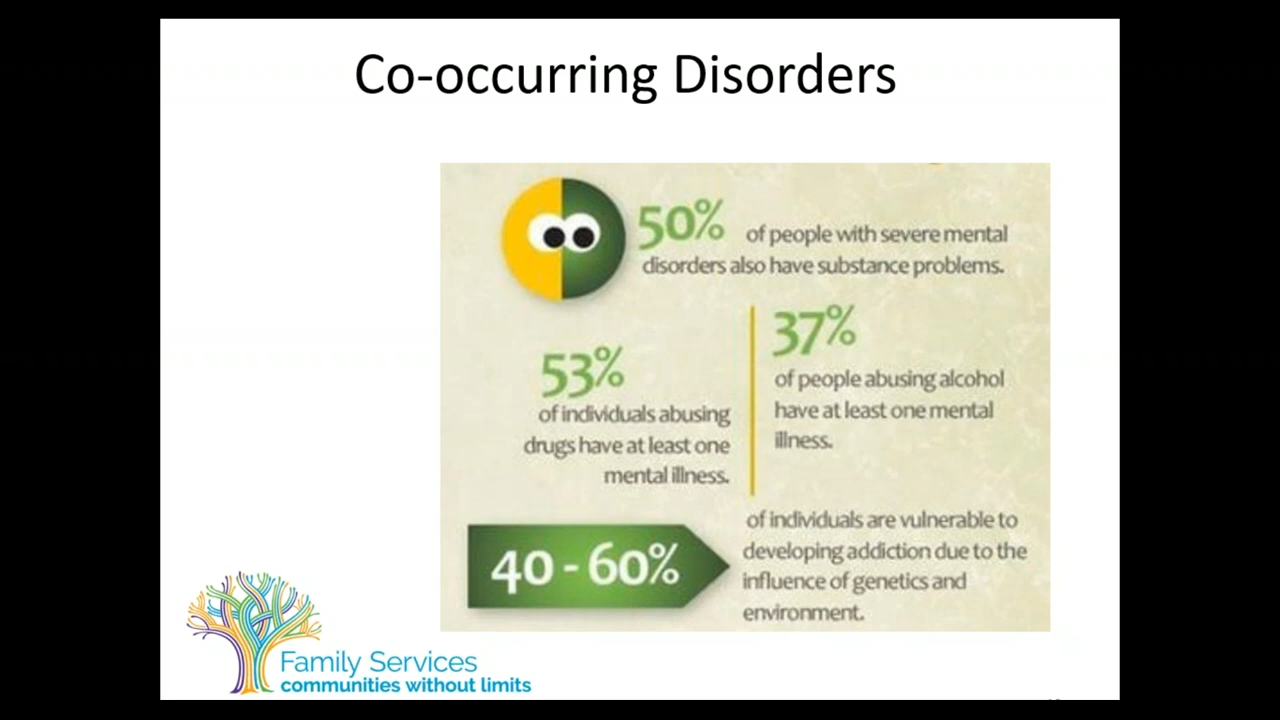 Co-occurring Disorders
50% of people with severe mental
disorders also have substance problems.
53%
of individuals abusing
drugs have at least one
mental illness.
37%
of people abusing alcohol
have at least one mental
illness.
40 - 60%
of individuals are vulnerable to
developing addiction due to the
influence of genetics and
environment.
Family Services
communities without limits